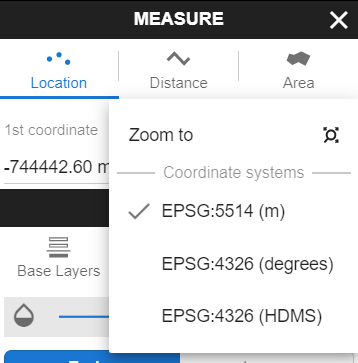 MEASURE
Location
Distance
Area
1st coordinate
-744442.60 m
Zoom to
Coordinate systems
EPSG:5514 (m)
EPSG:4326 (degrees)
EPSG:4326 (HDMS)
Base Layers